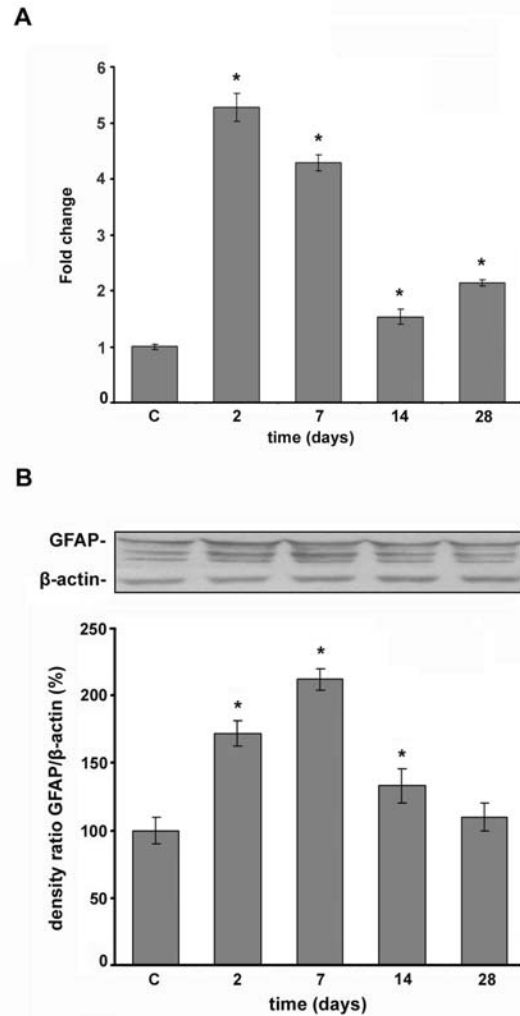 A
Fold change
6
5
4
3
2
1
0
*
*
*
*
C 2 7 14 28
time (days)
B
GFAP-
β-actin-
density ratio GFAP/β-actin (%)
250
200
150
100
50
0
*
*
*
C 2 7 14 28
time (days)